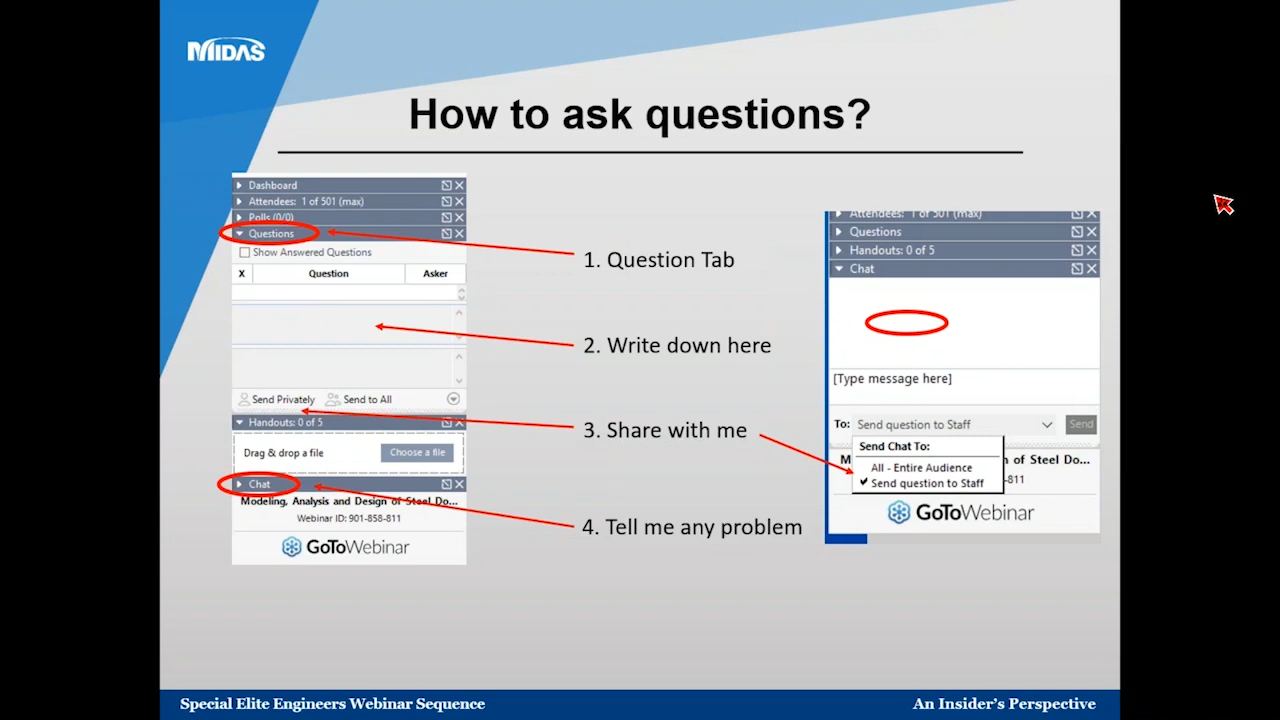 MIDAS
How to ask questions?
Dashboard
Attendees: 1 of 501 (max)
Polls (0/0)
Questions
Show Answered Questions
X Question Asker
Send Privately Send to All
Handouts: 0 of 5
Drag & drop a file Choose a file
Chat
Modeling, Analysis and Design of Steel Do...
Webinar ID: 901-858-811
GoToWebinar
1. Question Tab
2. Write down here
3. Share with me
4. Tell me any problem
Attendees: 1 of 501 (max)
Questions
Handouts: 0 of 5
Chat
[Type message here]
To: Send question to Staff Send
Send Chat To:
All - Entire Audience
Send question to Staff
M n of Steel Do...
-811
GoToWebinar
Special Elite Engineers Webinar Sequence
An Insider's Perspective